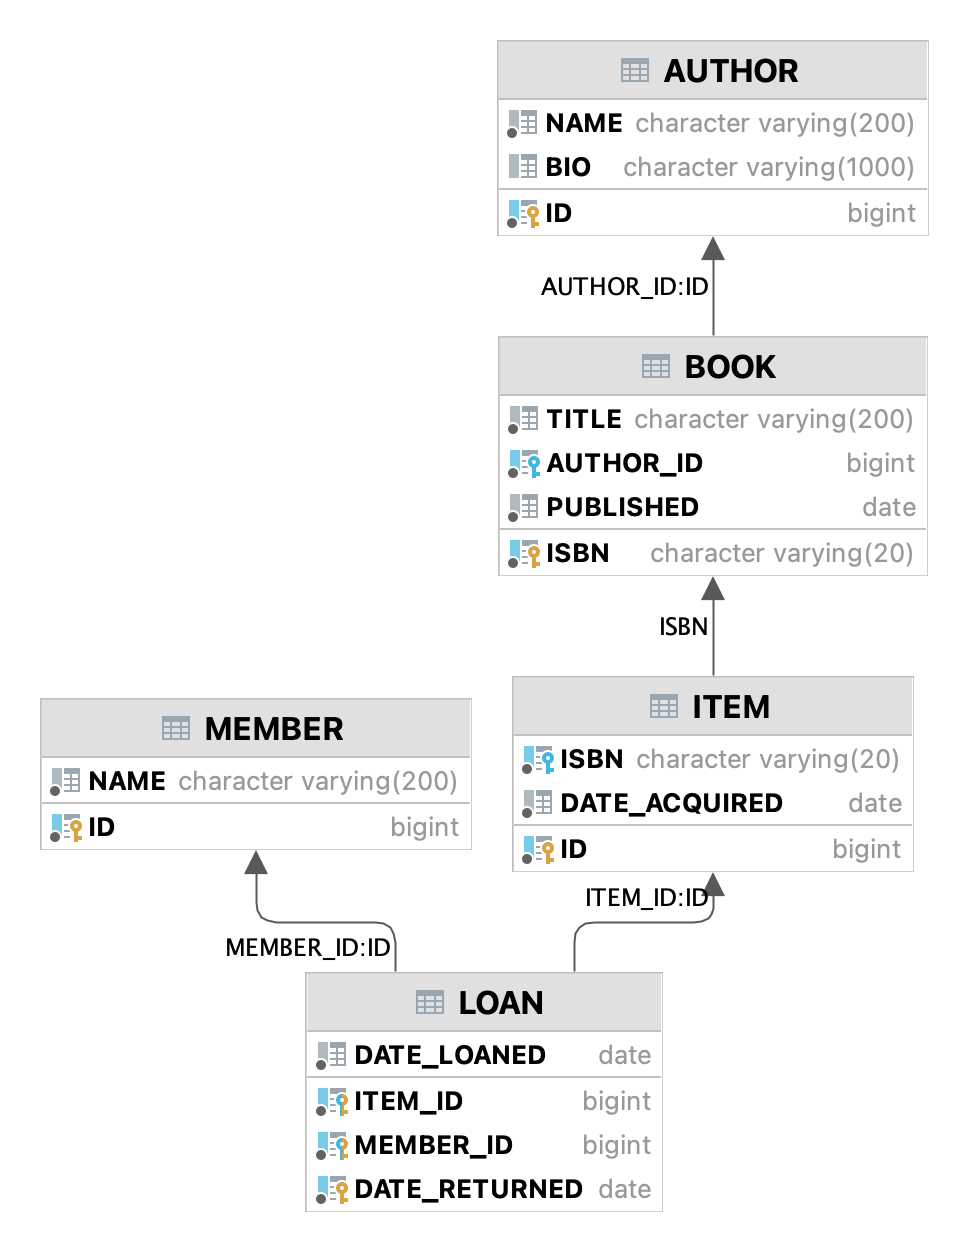 AUTHOR
NAME character varying(200)
BIO character varying(1000)
ID bigint
AUTHOR_ID:ID
BOOK
TITLE character varying(200)
AUTHOR_ID bigint
PUBLISHED date
ISBN character varying(20)
ISBN
MEMBER
NAME character varying(200)
ID bigint
ITEM
ISBN character varying(20)
DATE_ACQUIRED date
ID bigint
MEMBER_ID:ID
ITEM_ID:ID
LOAN
DATE_LOANED date
ITEM_ID bigint
MEMBER_ID bigint
DATE_RETURNED date